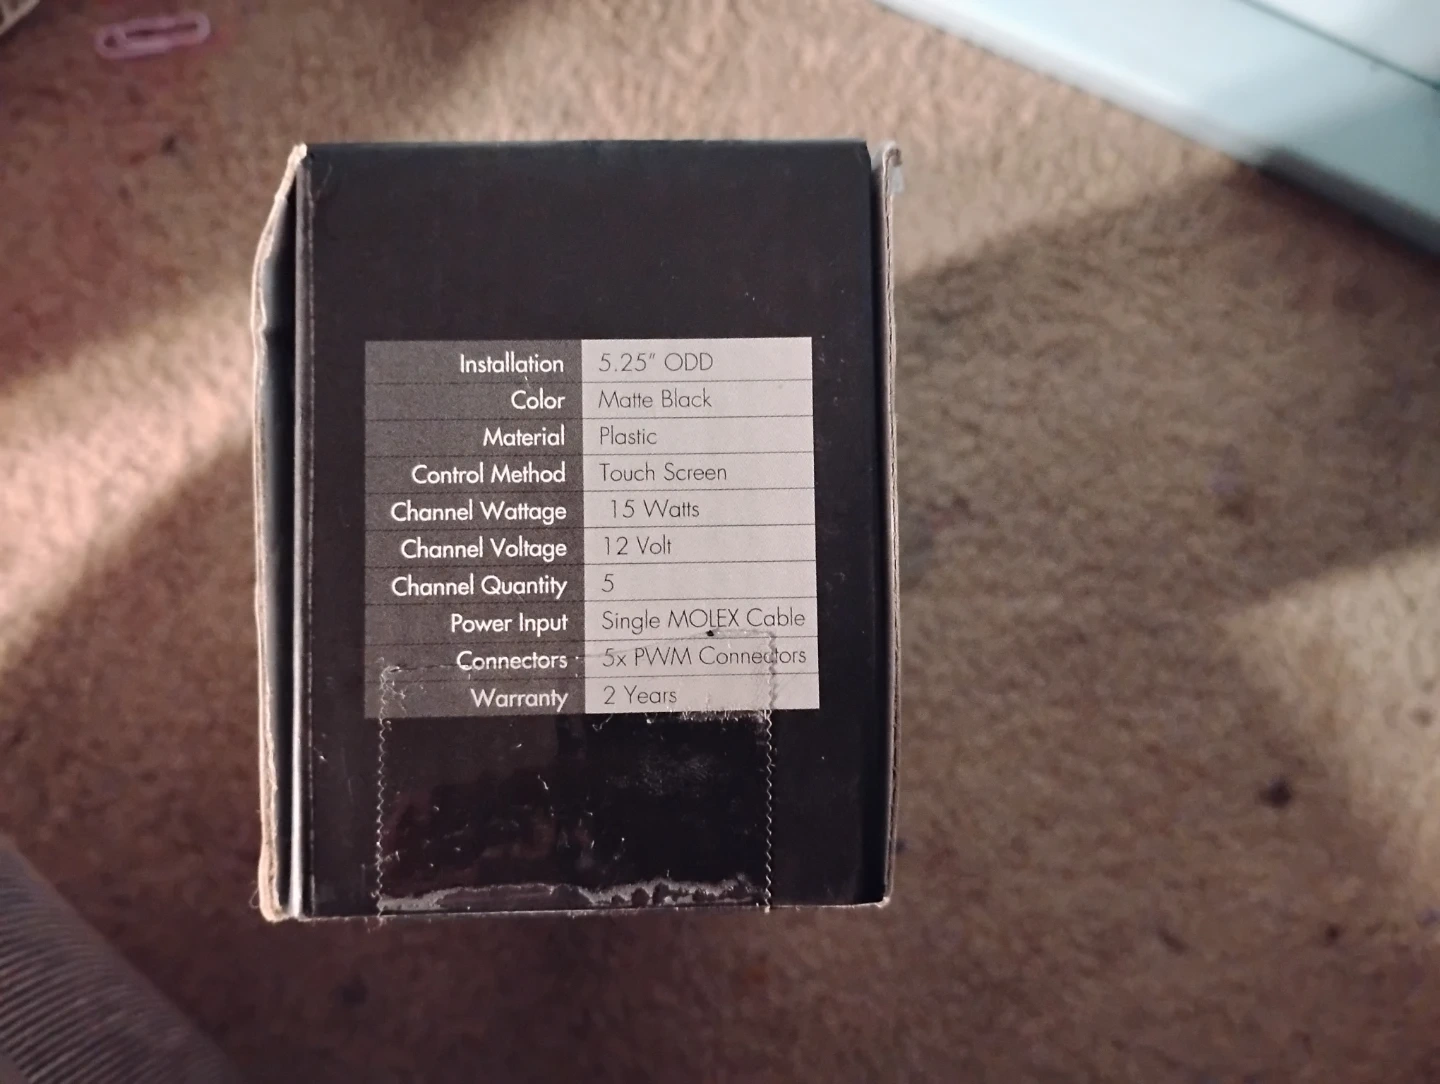 Installation 5.25" ODD
Color Matte Black
Material Plastic
Control Method Touch Screen
Channel Wattage 15 Watts
Channel Voltage 12 Volt
Channel Quantity 5
Power Input Single MOLEX Cable
Connectors 5x PWM Connectors
Warranty 2 Years